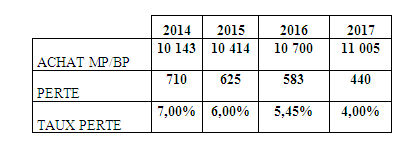 2014 2015 2016 2017
ACHAT MP/BP 10 143 10 414 10 700 11 005
PERTE 710 625 583 440
TAUX PERTE 7,00% 6,00% 5,45% 4,00%